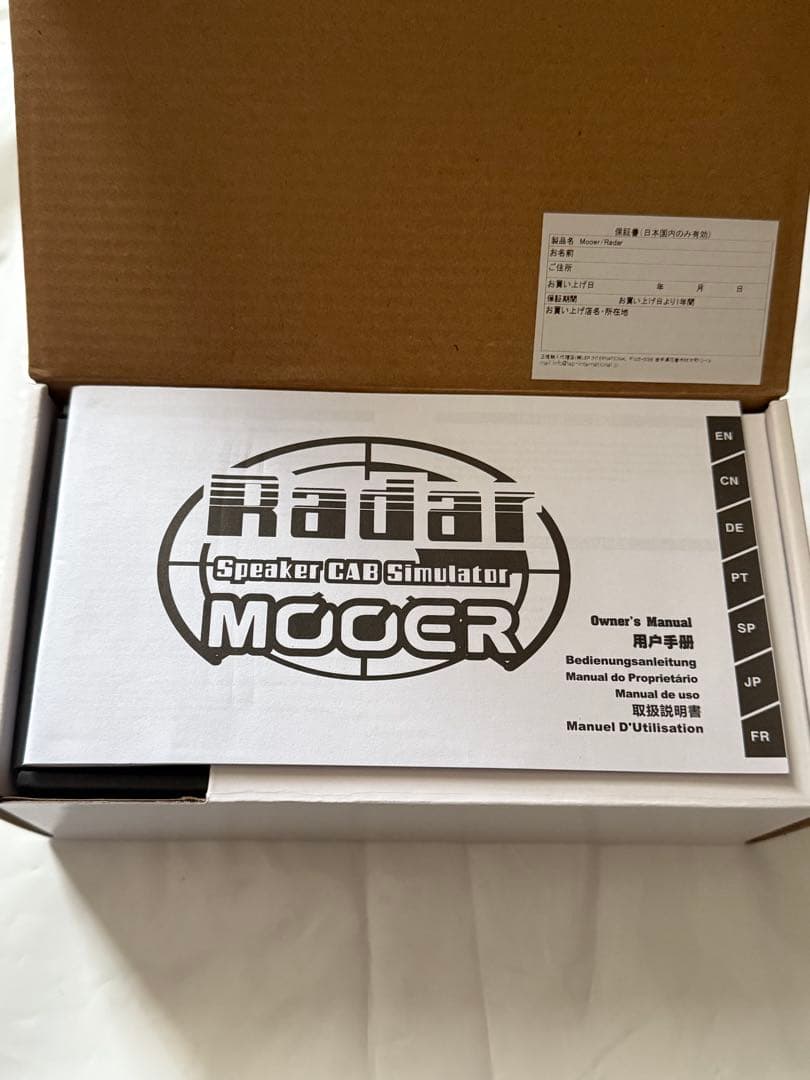 保証書(日本国内のみ有効)
製品名 Mooer/Radar
お名前
ご住所
お買い上げ日 年 月 日
保証期間 お買い上げ日より1年間
お買い上げ店名・所在地
Radar
Speaker CAB Simulator
MOOER
Owner's Manual
用户手册
Bedienungsanleitung
Manual do Proprietário
Manual de uso
取扱説明書
Manuel D'Utilisation
EN
CN
DE
PT
SP
JP
FR